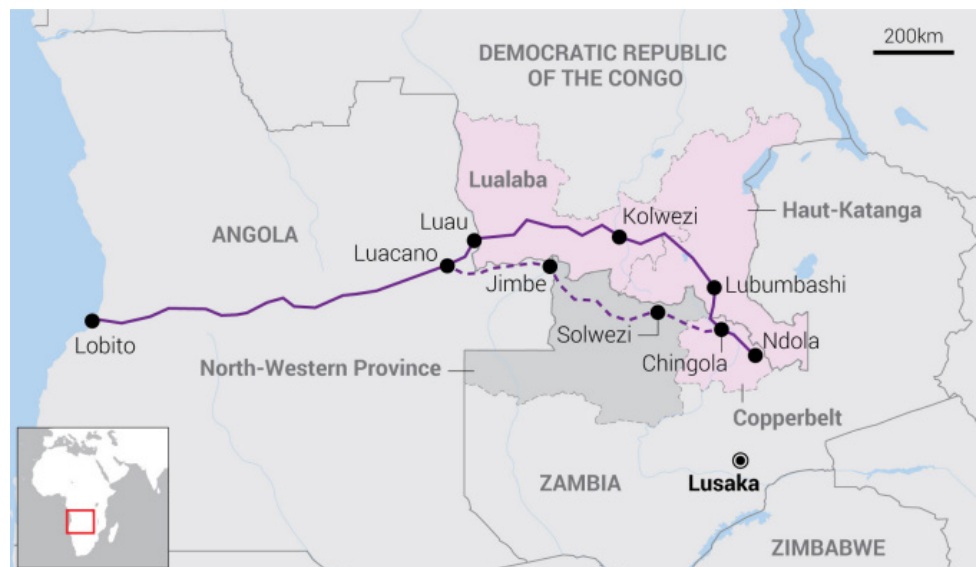 200km
DEMOCRATIC REPUBLIC
OF THE CONGO
Lualaba
Kolwezi
Haut-Katanga
Luau
ANGOLA
Luacano
Jimbe
Lubumbashi
Lobito
Solwezi
Ndola
Chingola
North-Western Province
Copperbelt
ZAMBIA
Lusaka
ZIMBABWE